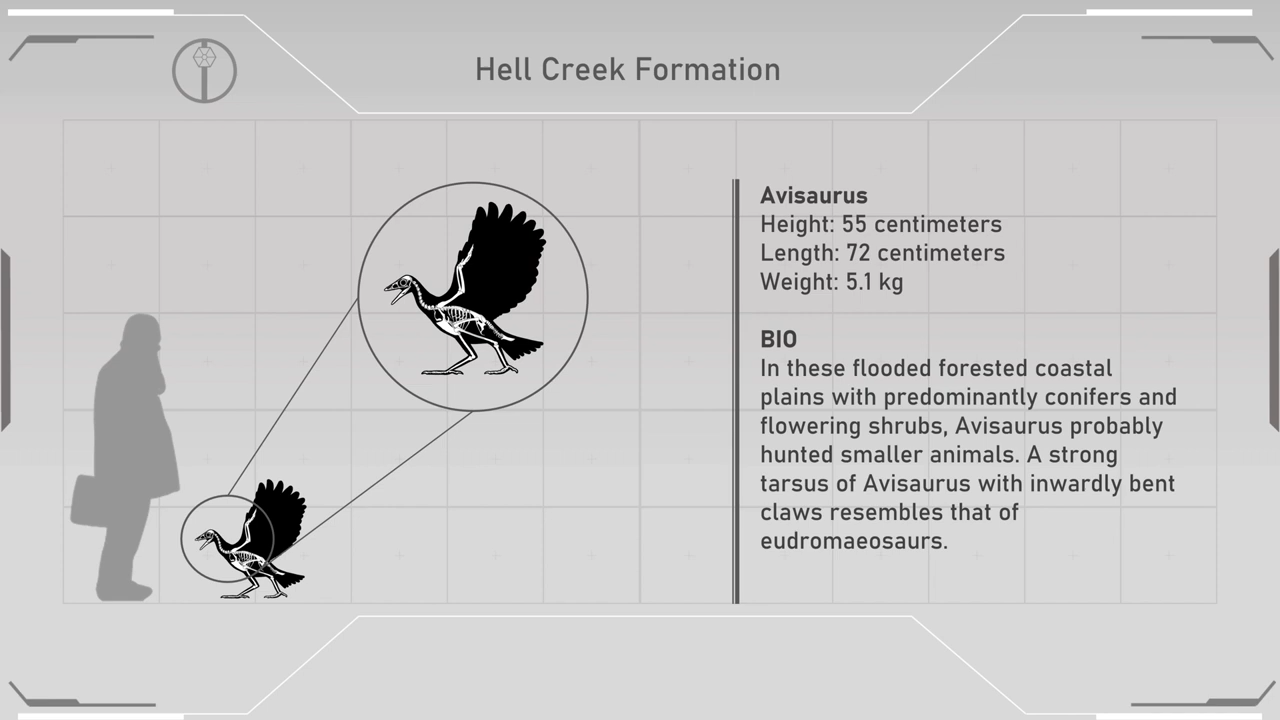 Hell Creek Formation
Avisaurus
Height: 55 centimeters
Length: 72 centimeters
Weight: 5.1 kg
BIO
In these flooded forested coastal
plains with predominantly conifers and
flowering shrubs, Avisaurus probably
hunted smaller animals. A strong
tarsus of Avisaurus with inwardly bent
claws resembles that of
eudromaeosaurs.